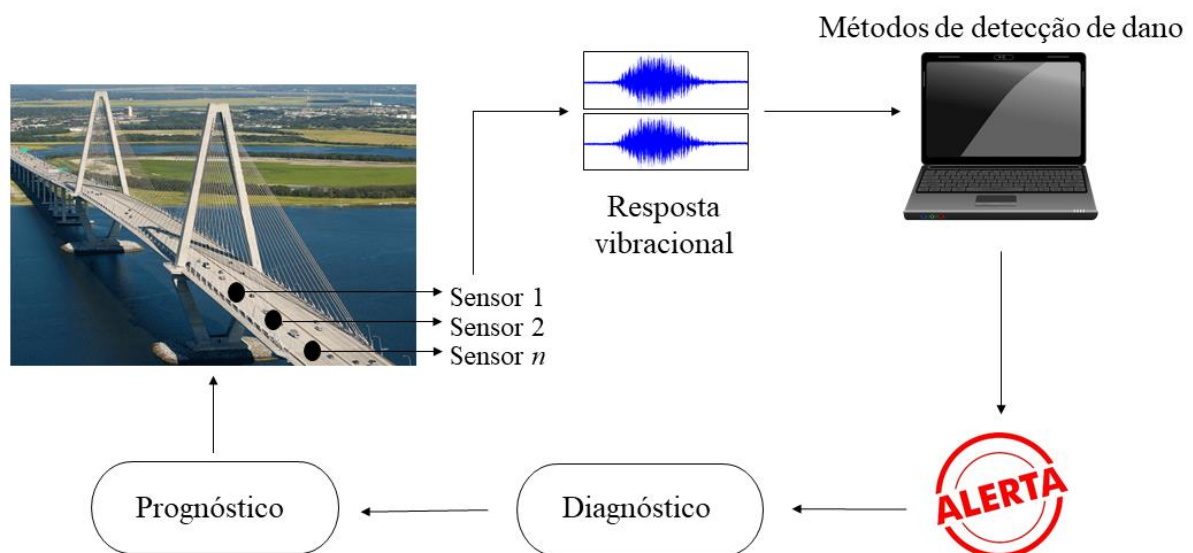 Métodos de detecção de dano
Resposta
vibracional
Sensor 1
Sensor 2
Sensor n
ALERTA
Diagnóstico
Prognóstico